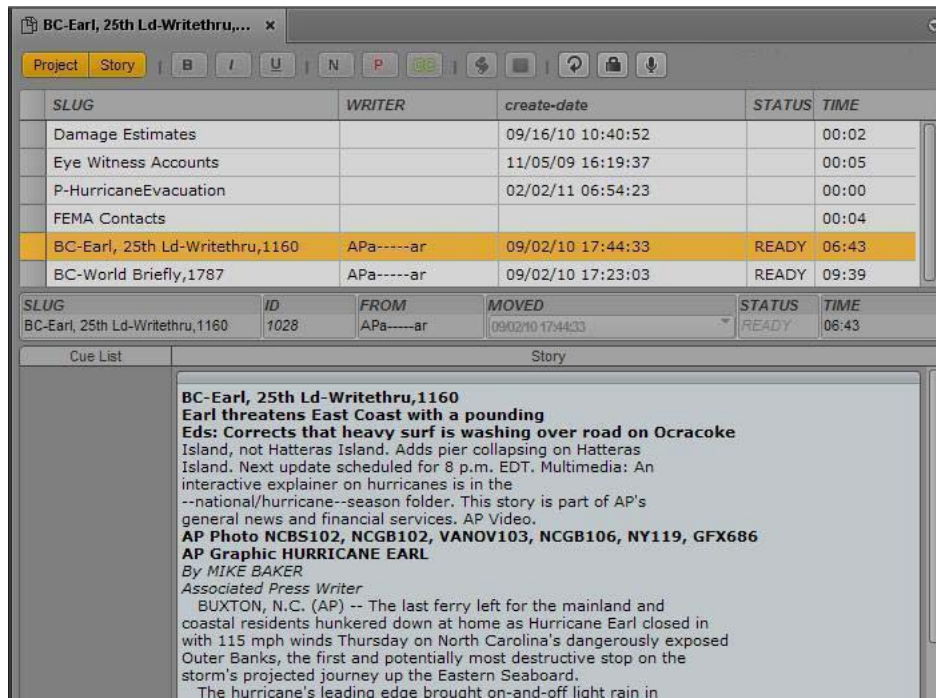 BC-Earl, 25th Ld-Writethru,... ×
Project Story | B I U | N P | 
SLUG WRITER create-date STATUS TIME
Damage Estimates 09/16/10 10:40:52 00:02
Eye Witness Accounts 11/05/09 16:19:37 00:05
P-HurricaneEvacuation 02/02/11 06:54:23 00:00
FEMA Contacts 00:04
BC-Earl, 25th Ld-Writethru,1160 APa-----ar 09/02/10 17:44:33 READY 06:43
BC-World Briefly,1787 APa-----ar 09/02/10 17:23:03 READY 09:39
SLUG ID FROM MOVED STATUS TIME
BC-Earl, 25th Ld-Writethru,1160 1028 APa-----ar 09/02/10 17:44:33 READY 06:43
Cue List Story
BC-Earl, 25th Ld-Writethru,1160
Earl threatens East Coast with a pounding
Eds: Corrects that heavy surf is washing over road on Ocracoke
Island, not Hatteras Island. Adds pier collapsing on Hatteras
Island. Next update scheduled for 8 p.m. EDT. Multimedia: An
interactive explainer on hurricanes is in the
--national/hurricane--season folder. This story is part of AP's
general news and financial services. AP Video.
AP Photo NCBS102, NCGB102, VANOV103, NCGB106, NY119, GFX686
AP Graphic HURRICANE EARL
By MIKE BAKER
Associated Press Writer
BUXTON, N.C. (AP) -- The last ferry left for the mainland and
coastal residents hunkered down at home as Hurricane Earl closed in
with 115 mph winds Thursday on North Carolina's dangerously exposed
Outer Banks, the first and potentially most destructive stop on the
storm's projected journey up the Eastern Seaboard.
The hurricane's leading edge brought on-and-off light rain in